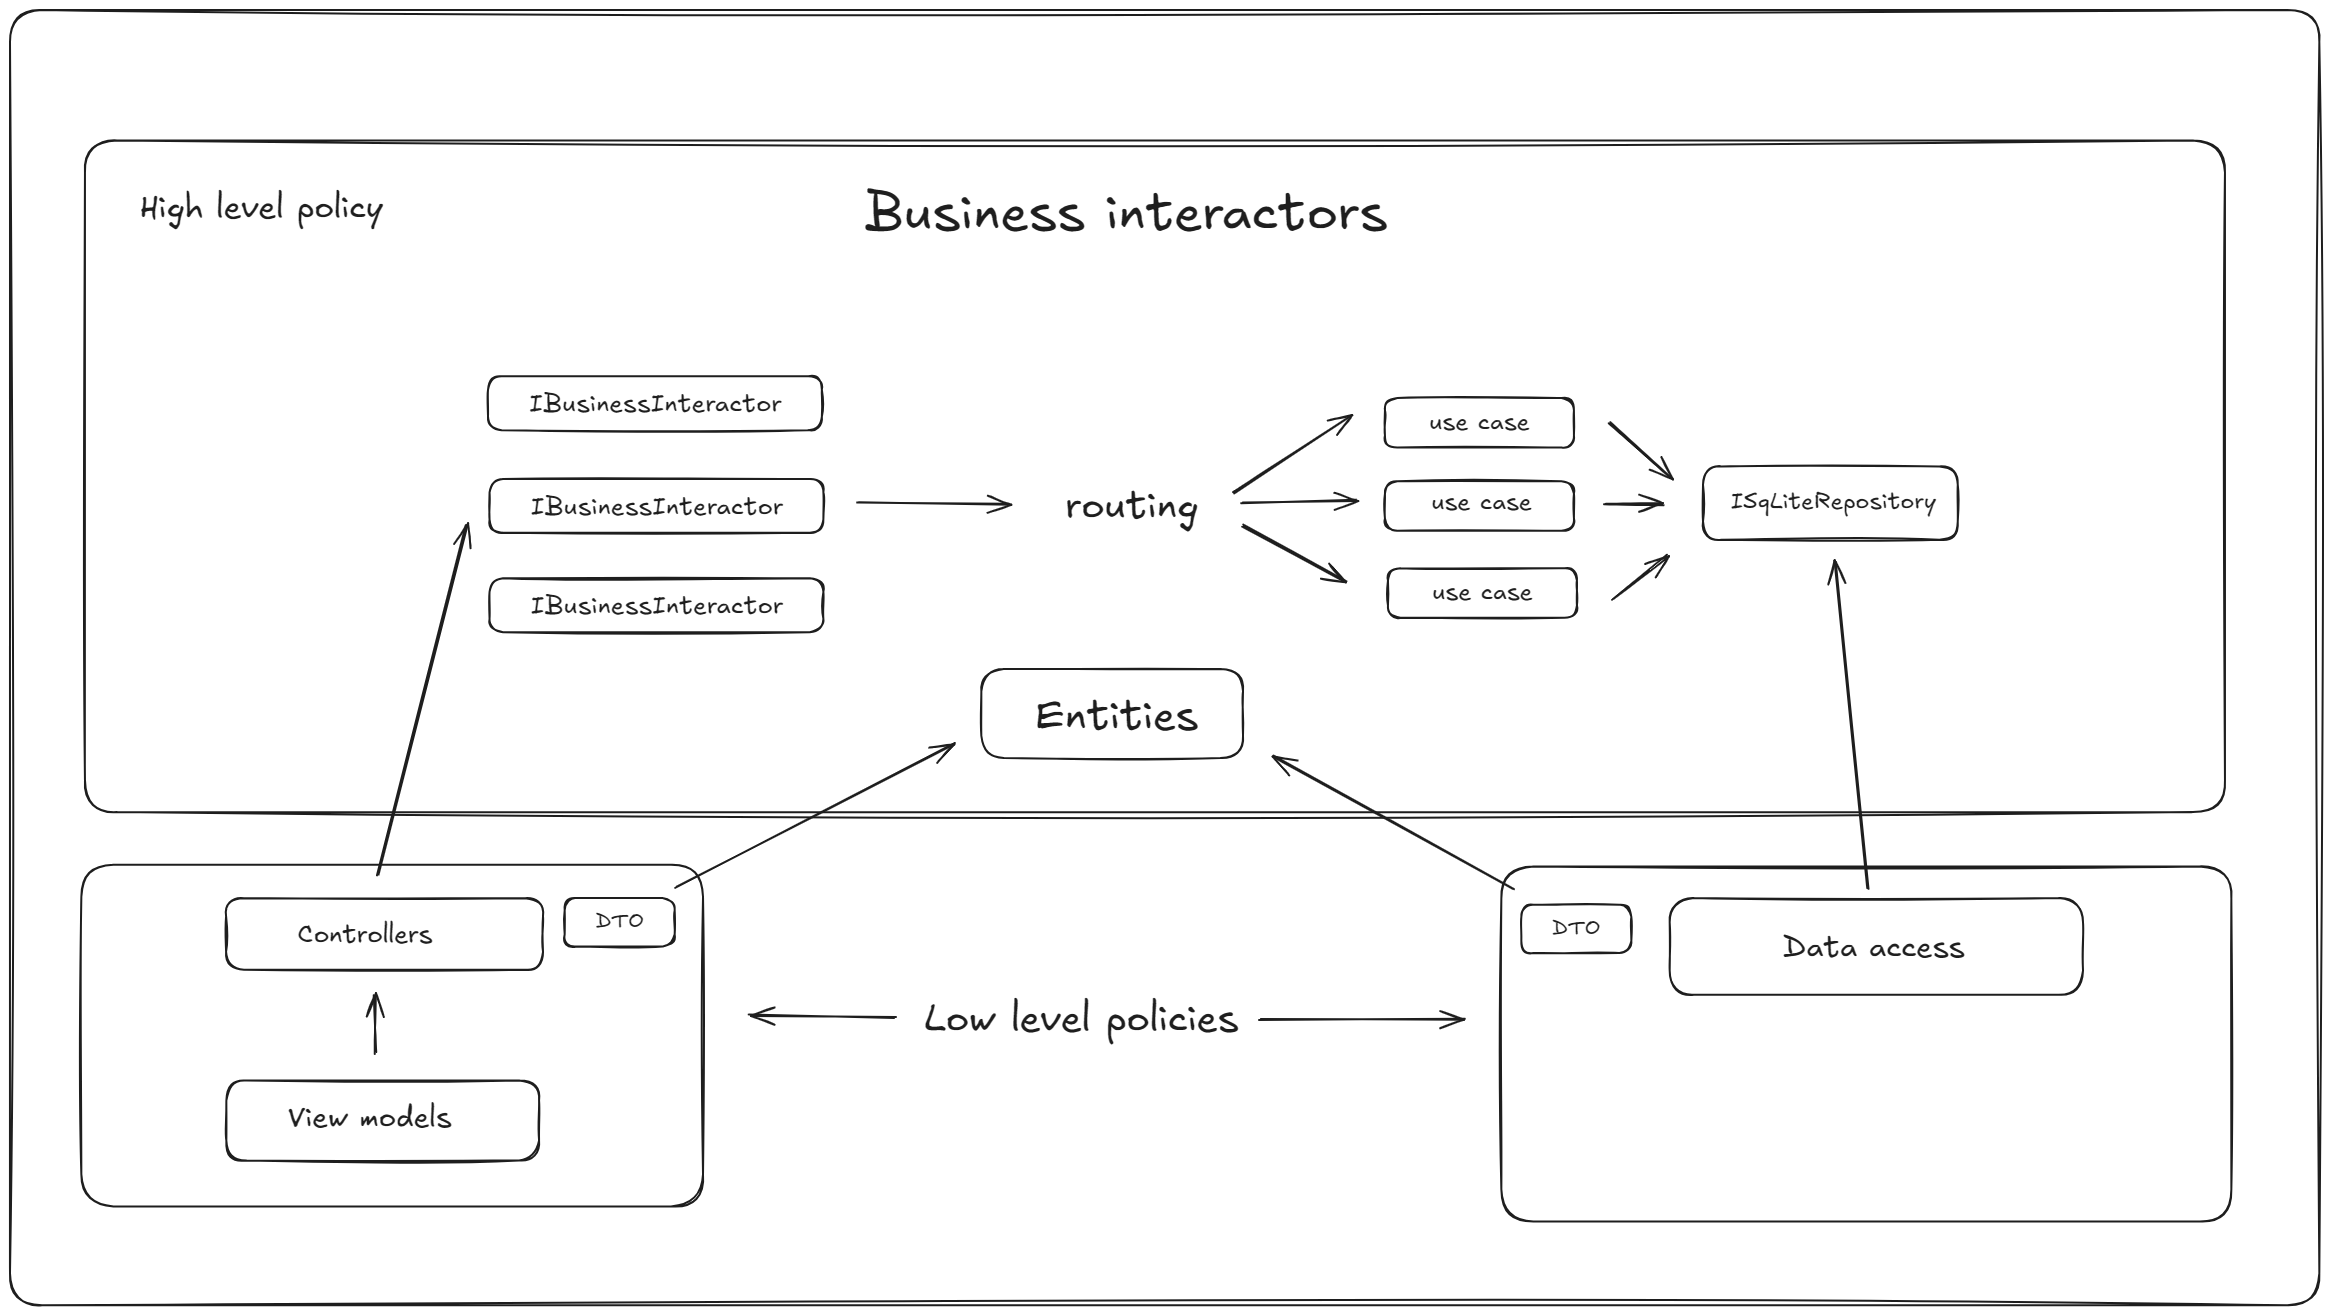 High level policy
Business interactors
IBusinessInteractor
IBusinessInteractor
IBusinessInteractor
routing
use case
use case
use case
ISqLiteRepository
Entities
Controllers
DTO
View models
Low level policies
DTO
Data access